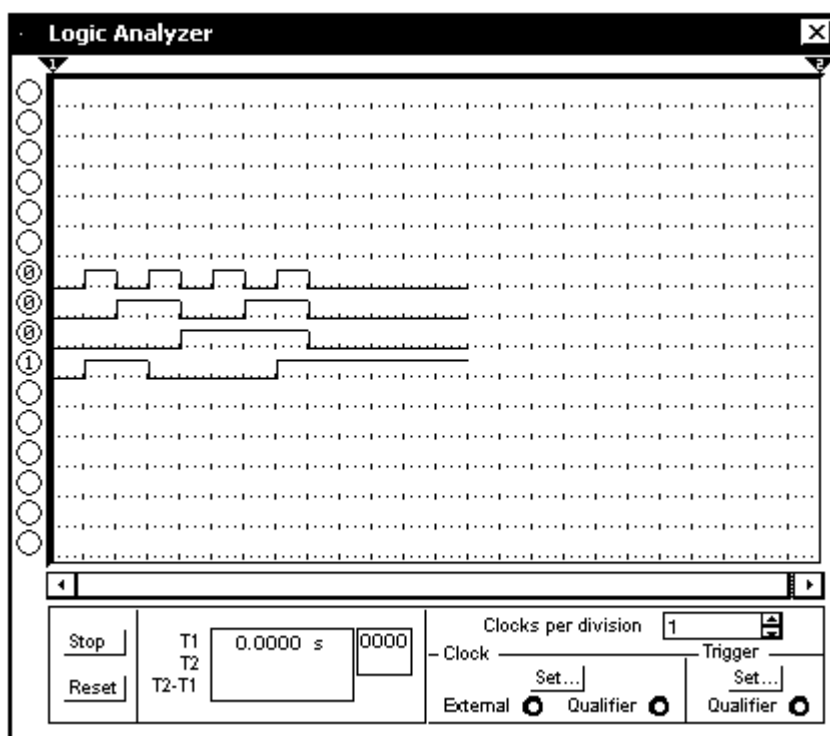 Logic Analyzer
1 2
0
0
0
1
Stop
Reset
T1 0.0000 s 0000
T2
T2-T1
Clocks per division 1
Clock
Set...
External Qualifier
Trigger
Set...
Qualifier